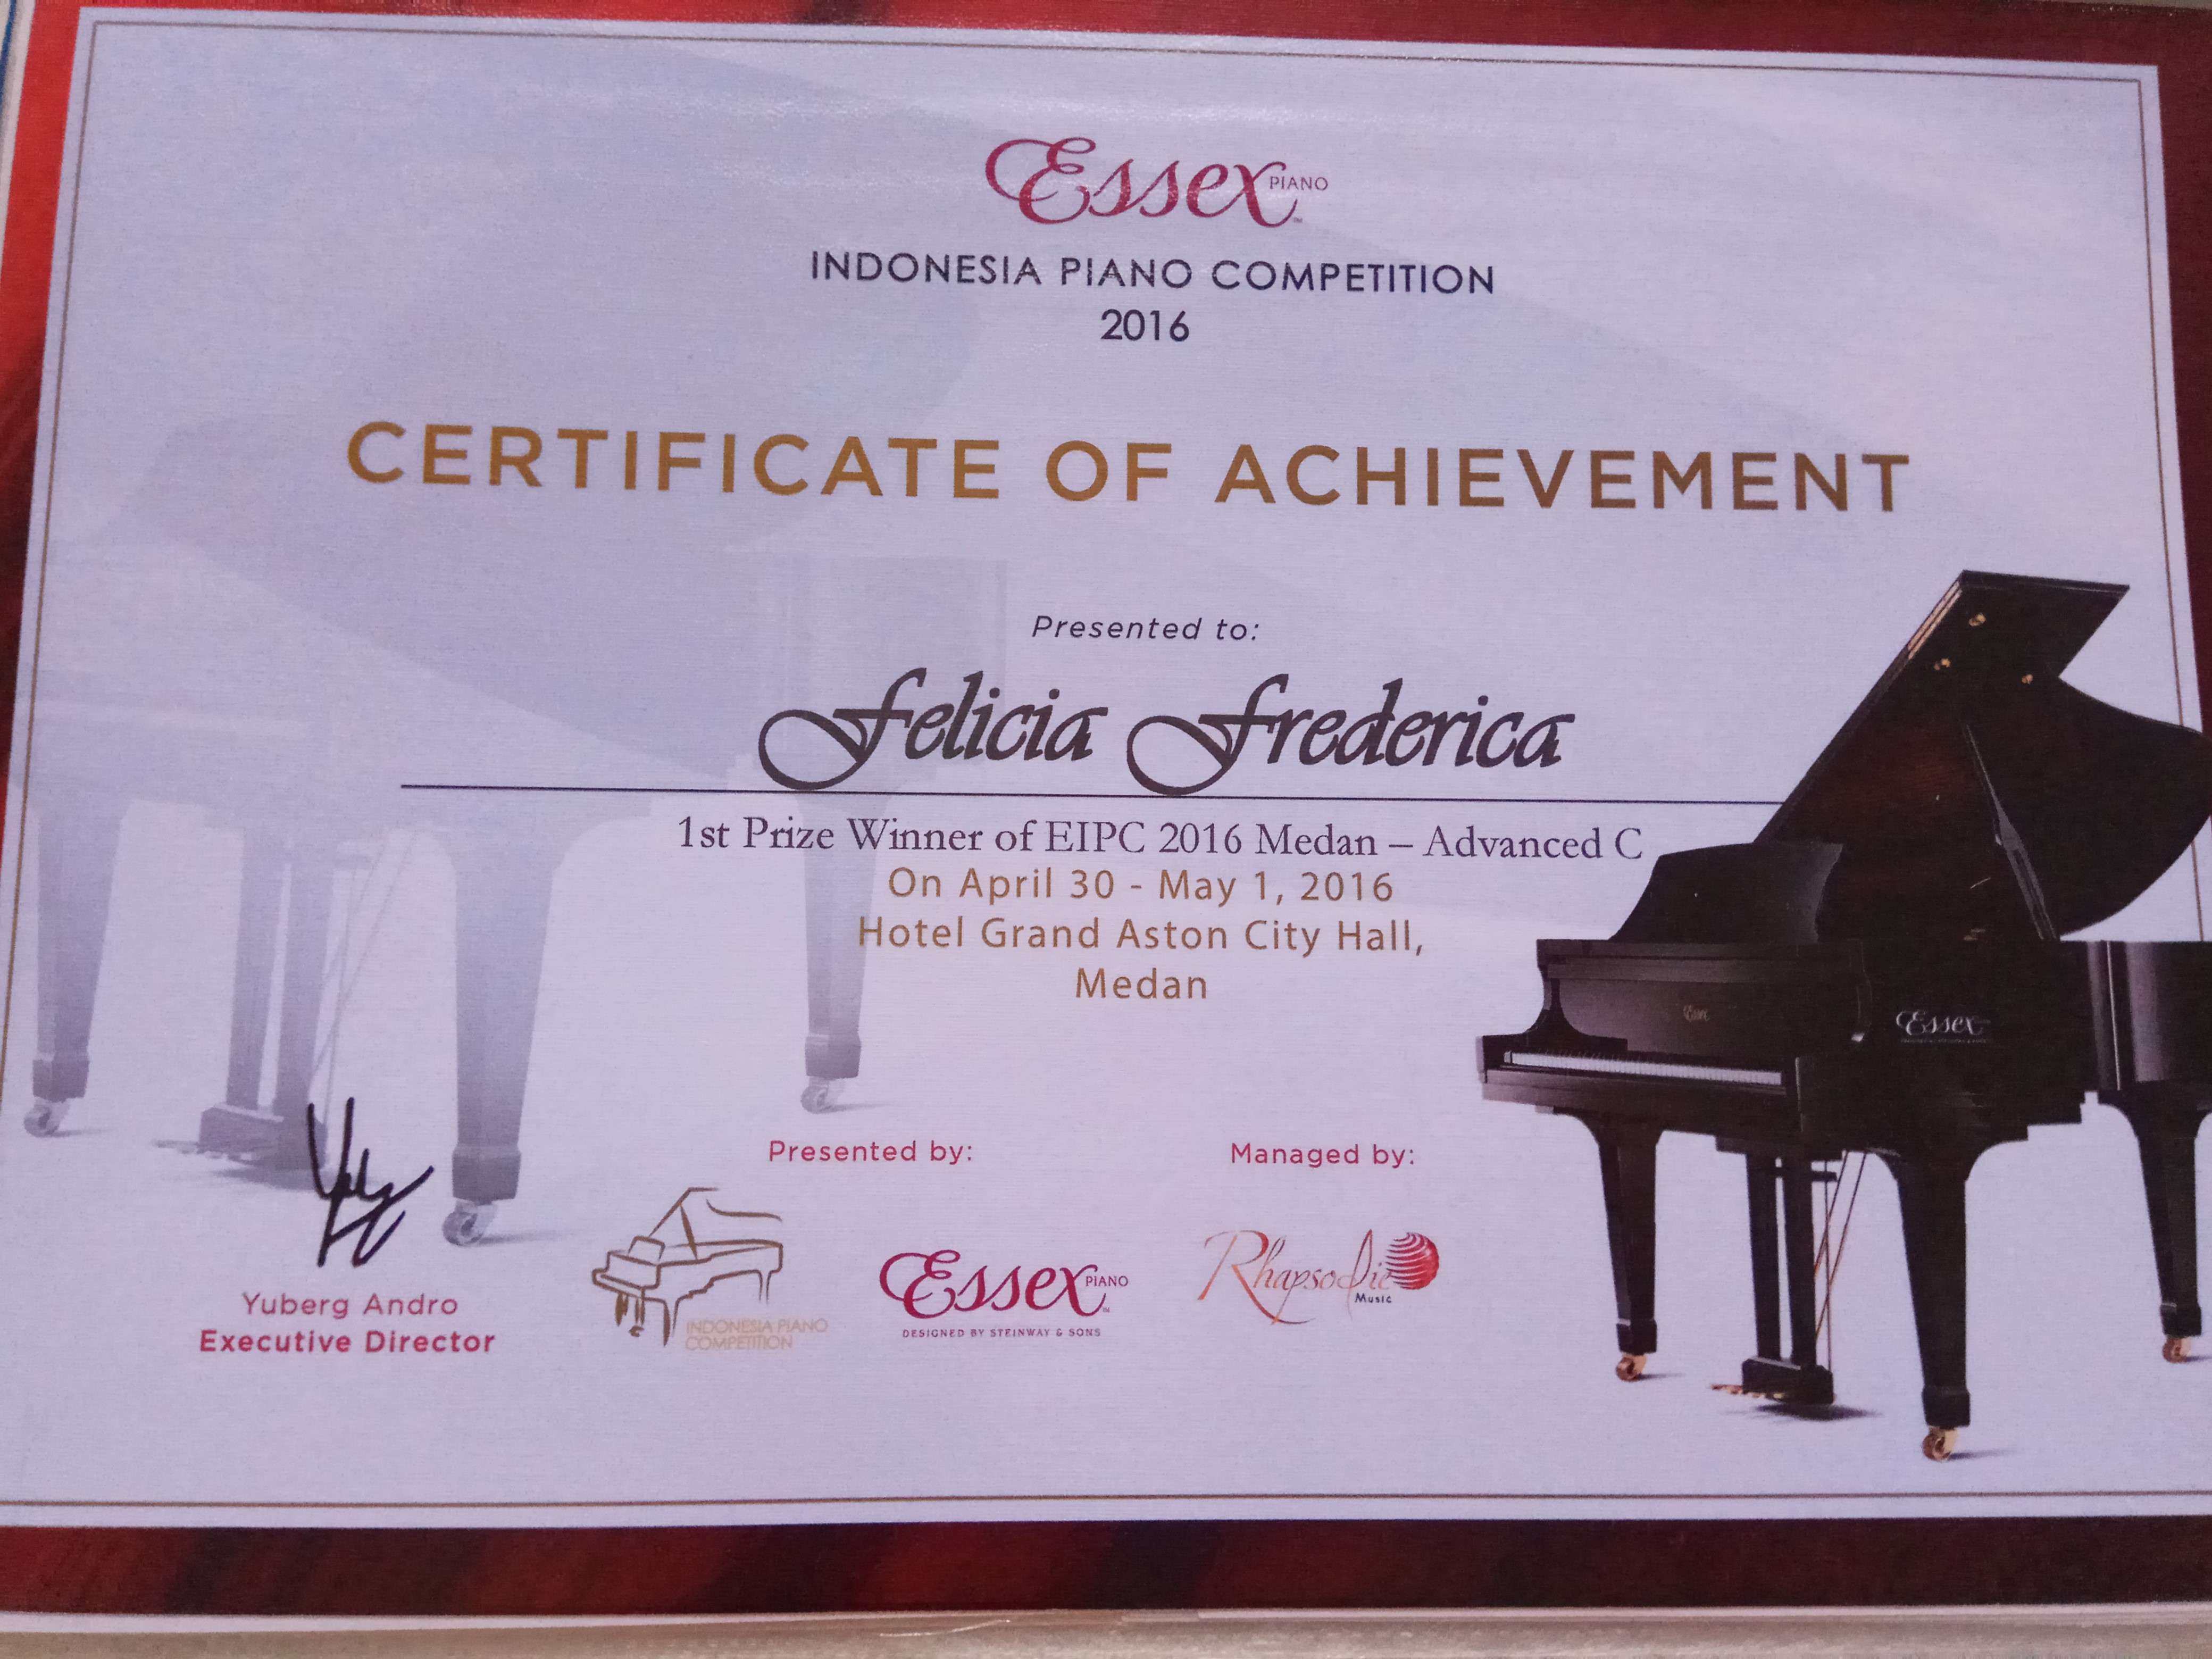 Essex PIANO
INDONESIA PIANO COMPETITION
2016
CERTIFICATE OF ACHIEVEMENT
Presented to:
Felicia Frederica
1st Prize Winner of EIPC 2016 Medan – Advanced C
On April 30 - May 1, 2016
Hotel Grand Aston City Hall,
Medan
Essex
Essex
Presented by:
Managed by:
Yuberg Andro
Executive Director
INDONESIA PIANO
COMPETITION
Essex PIANO
DESIGNED BY STEINWAY & SONS
Rhapsodie
Music